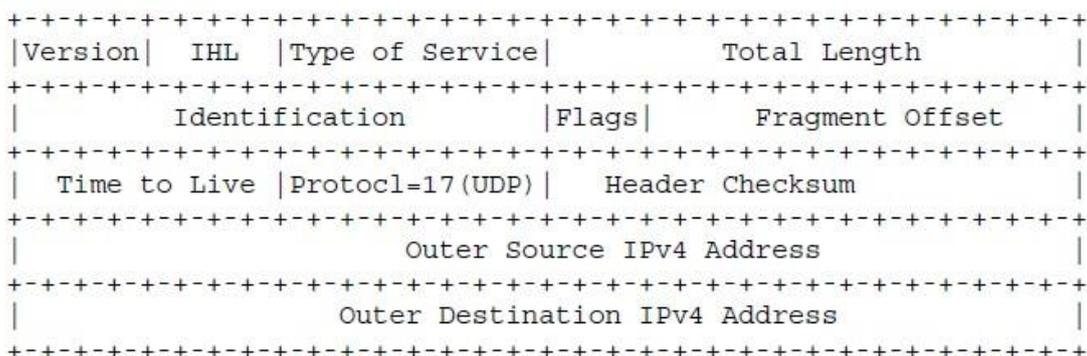 +-+-+-+-+-+-+-+-+-+-+-+-+-+-+-+-+-+-+-+-+-+-+-+-+-+-+-+-+-+-+-+-+
|Version|  IHL  |Type of Service|          Total Length         |
+-+-+-+-+-+-+-+-+-+-+-+-+-+-+-+-+-+-+-+-+-+-+-+-+-+-+-+-+-+-+-+-+
|         Identification        |Flags|      Fragment Offset    |
+-+-+-+-+-+-+-+-+-+-+-+-+-+-+-+-+-+-+-+-+-+-+-+-+-+-+-+-+-+-+-+-+
|  Time to Live |Protocl=17(UDP)|   Header Checksum             |
+-+-+-+-+-+-+-+-+-+-+-+-+-+-+-+-+-+-+-+-+-+-+-+-+-+-+-+-+-+-+-+-+
|                       Outer Source IPv4 Address               |
+-+-+-+-+-+-+-+-+-+-+-+-+-+-+-+-+-+-+-+-+-+-+-+-+-+-+-+-+-+-+-+-+
|                   Outer Destination IPv4 Address              |
+-+-+-+-+-+-+-+-+-+-+-+-+-+-+-+-+-+-+-+-+-+-+-+-+-+-+-+-+-+-+-+-+